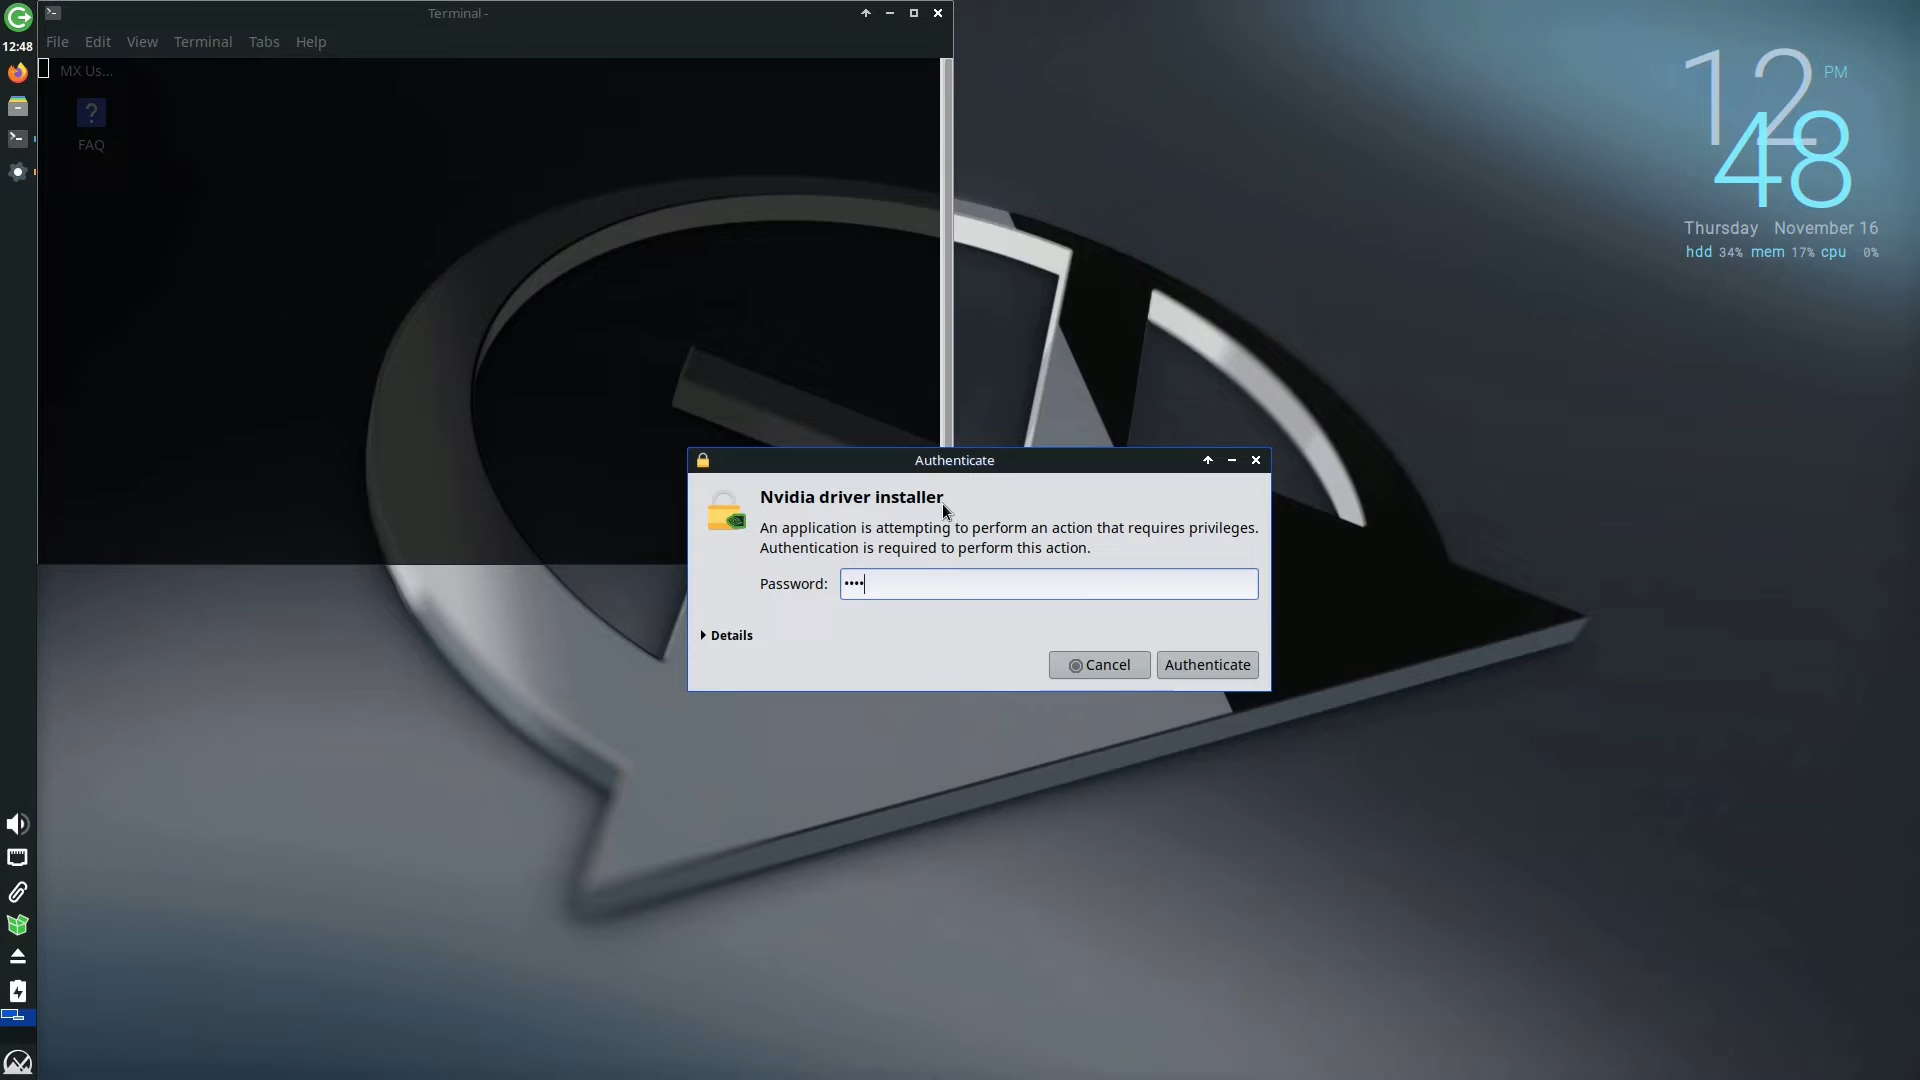 Terminal -
12:48
File Edit View Terminal Tabs Help
MX Us...
?
FAQ
12 PM
48
Thursday November 16
hdd 34% mem 17% cpu 0%
Authenticate
Nvidia driver installer
An application is attempting to perform an action that requires privileges.
Authentication is required to perform this action.
Password: ••••
Details
Cancel Authenticate